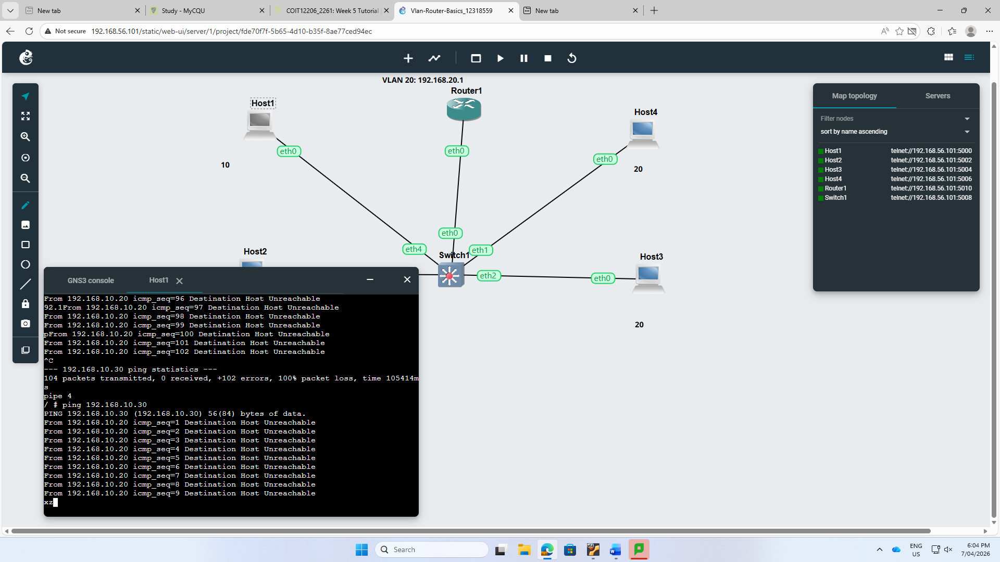 New tab
Study - MyCQU
COIT12206_2261: Week 5 Tutorial
Vlan-Router-Basics_12318559
New tab
Not secure
192.168.56.101/static/web-ui/server/1/project/fde70f7f-5b65-4d10-b35f-8ae77ced94ec
VLAN 20: 192.168.20.1
Router1
Host1
Host4
eth0
eth0
eth0
10
20
eth0
eth4
eth1
Switch1
Host2
Host3
eth2
eth0
20
Map topology
Servers
Filter nodes
sort by name ascending
Host1 telnet://192.168.56.101:5000
Host2 telnet://192.168.56.101:5002
Host3 telnet://192.168.56.101:5004
Host4 telnet://192.168.56.101:5006
Router1 telnet://192.168.56.101:5010
Switch1 telnet://192.168.56.101:5008
GNS3 console
Host1
From 192.168.10.20 icmp_seq=96 Destination Host Unreachable
92.1From 192.168.10.20 icmp_seq=97 Destination Host Unreachable
From 192.168.10.20 icmp_seq=98 Destination Host Unreachable
From 192.168.10.20 icmp_seq=99 Destination Host Unreachable
pFrom 192.168.10.20 icmp_seq=100 Destination Host Unreachable
From 192.168.10.20 icmp_seq=101 Destination Host Unreachable
From 192.168.10.20 icmp_seq=102 Destination Host Unreachable
^C
--- 192.168.10.30 ping statistics ---
104 packets transmitted, 0 received, +102 errors, 100% packet loss, time 105414m
s
pipe 4
/ # ping 192.168.10.30
PING 192.168.10.30 (192.168.10.30) 56(84) bytes of data.
From 192.168.10.20 icmp_seq=1 Destination Host Unreachable
From 192.168.10.20 icmp_seq=2 Destination Host Unreachable
From 192.168.10.20 icmp_seq=3 Destination Host Unreachable
From 192.168.10.20 icmp_seq=4 Destination Host Unreachable
From 192.168.10.20 icmp_seq=5 Destination Host Unreachable
From 192.168.10.20 icmp_seq=6 Destination Host Unreachable
From 192.168.10.20 icmp_seq=7 Destination Host Unreachable
From 192.168.10.20 icmp_seq=8 Destination Host Unreachable
From 192.168.10.20 icmp_seq=9 Destination Host Unreachable
xz
Search
ENG
US
6:04 PM
7/04/2026